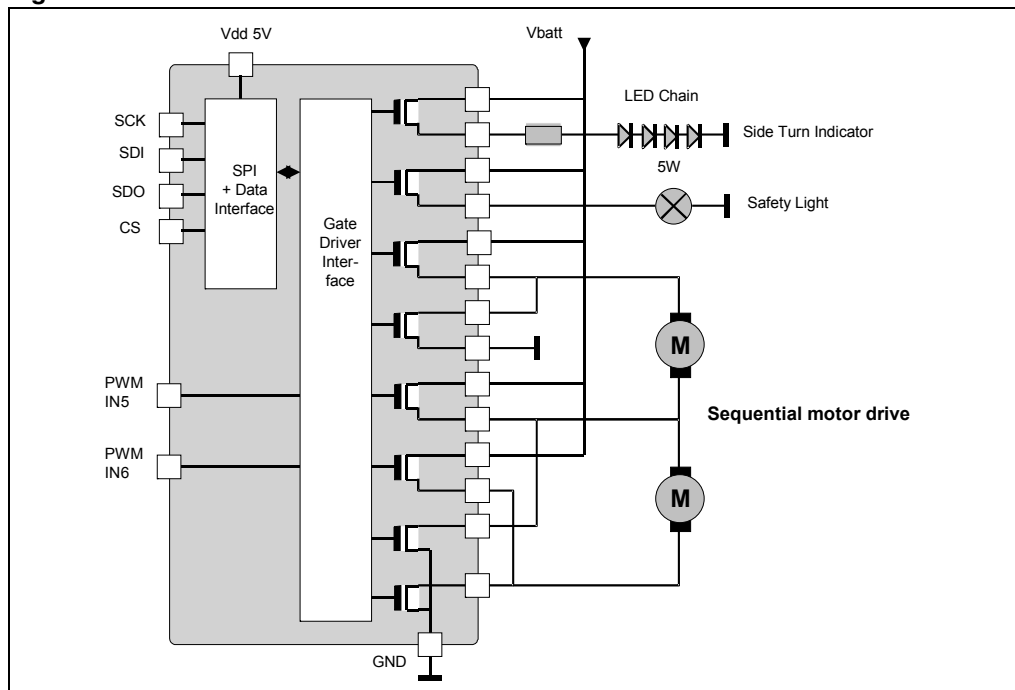 Vdd 5V
Vbatt
SCK
SDI
SDO
CS
SPI
+ Data
Interface
Gate
Driver
Inter-
face
LED Chain
Side Turn Indicator
5W
Safety Light
M
PWM
IN5
Sequential motor drive
PWM
IN6
M
GND